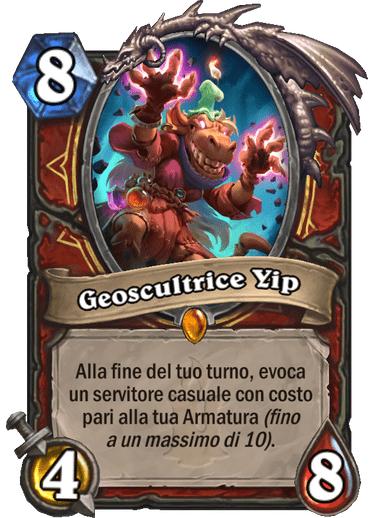 8
Geoscultrice Yip
Alla fine del tuo turno, evoca
un servitore casuale con costo
pari alla tua Armatura (fino
a un massimo di 10).
4
8